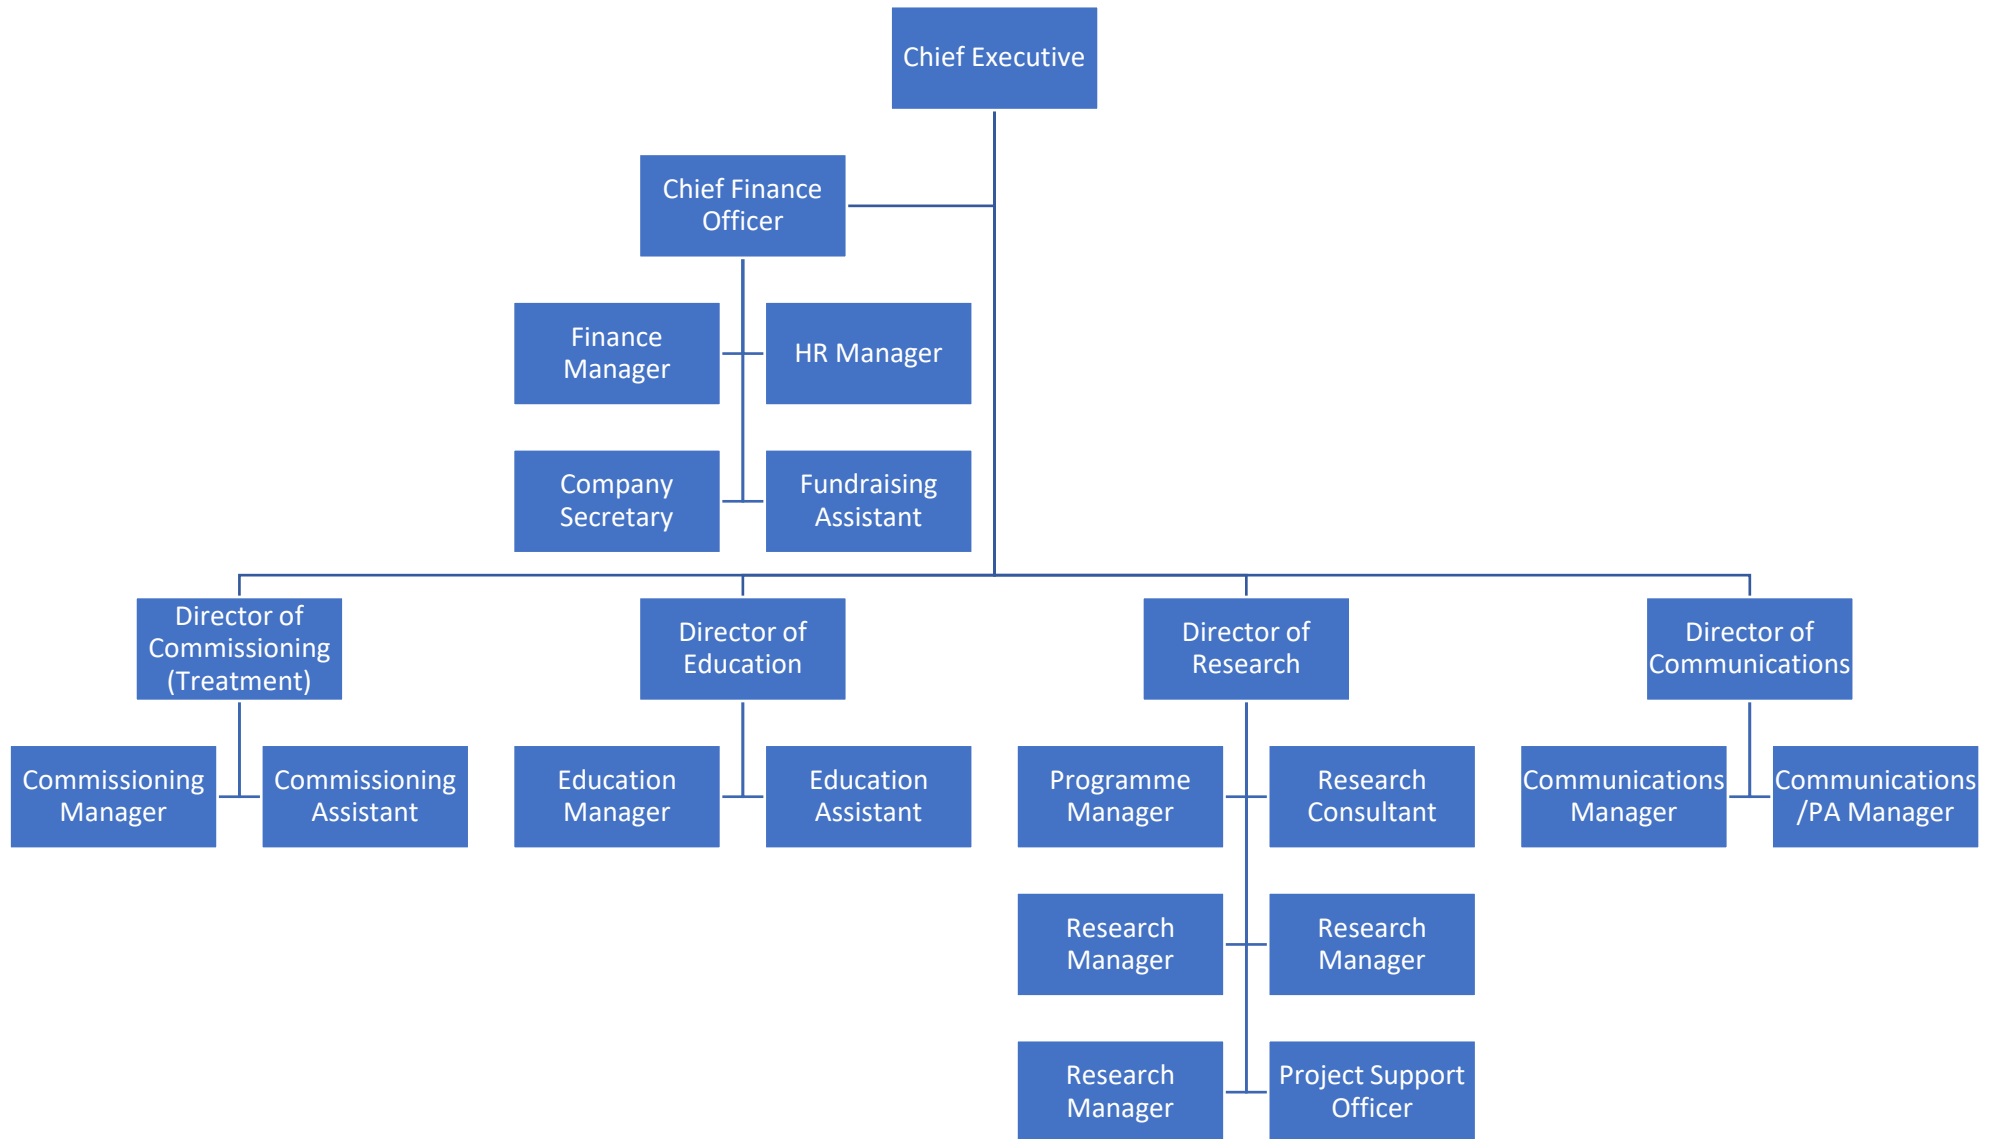 Chief Executive
Chief Finance
Officer
Finance
Manager
HR Manager
Company
Secretary
Fundraising
Assistant
Director of
Commissioning
(Treatment)
Director of
Education
Director of
Research
Director of
Communications
Commissioning
Manager
Commissioning
Assistant
Education
Manager
Education
Assistant
Programme
Manager
Research
Consultant
Communications
Manager
Communications
/PA Manager
Research
Manager
Research
Manager
Research
Manager
Project Support
Officer